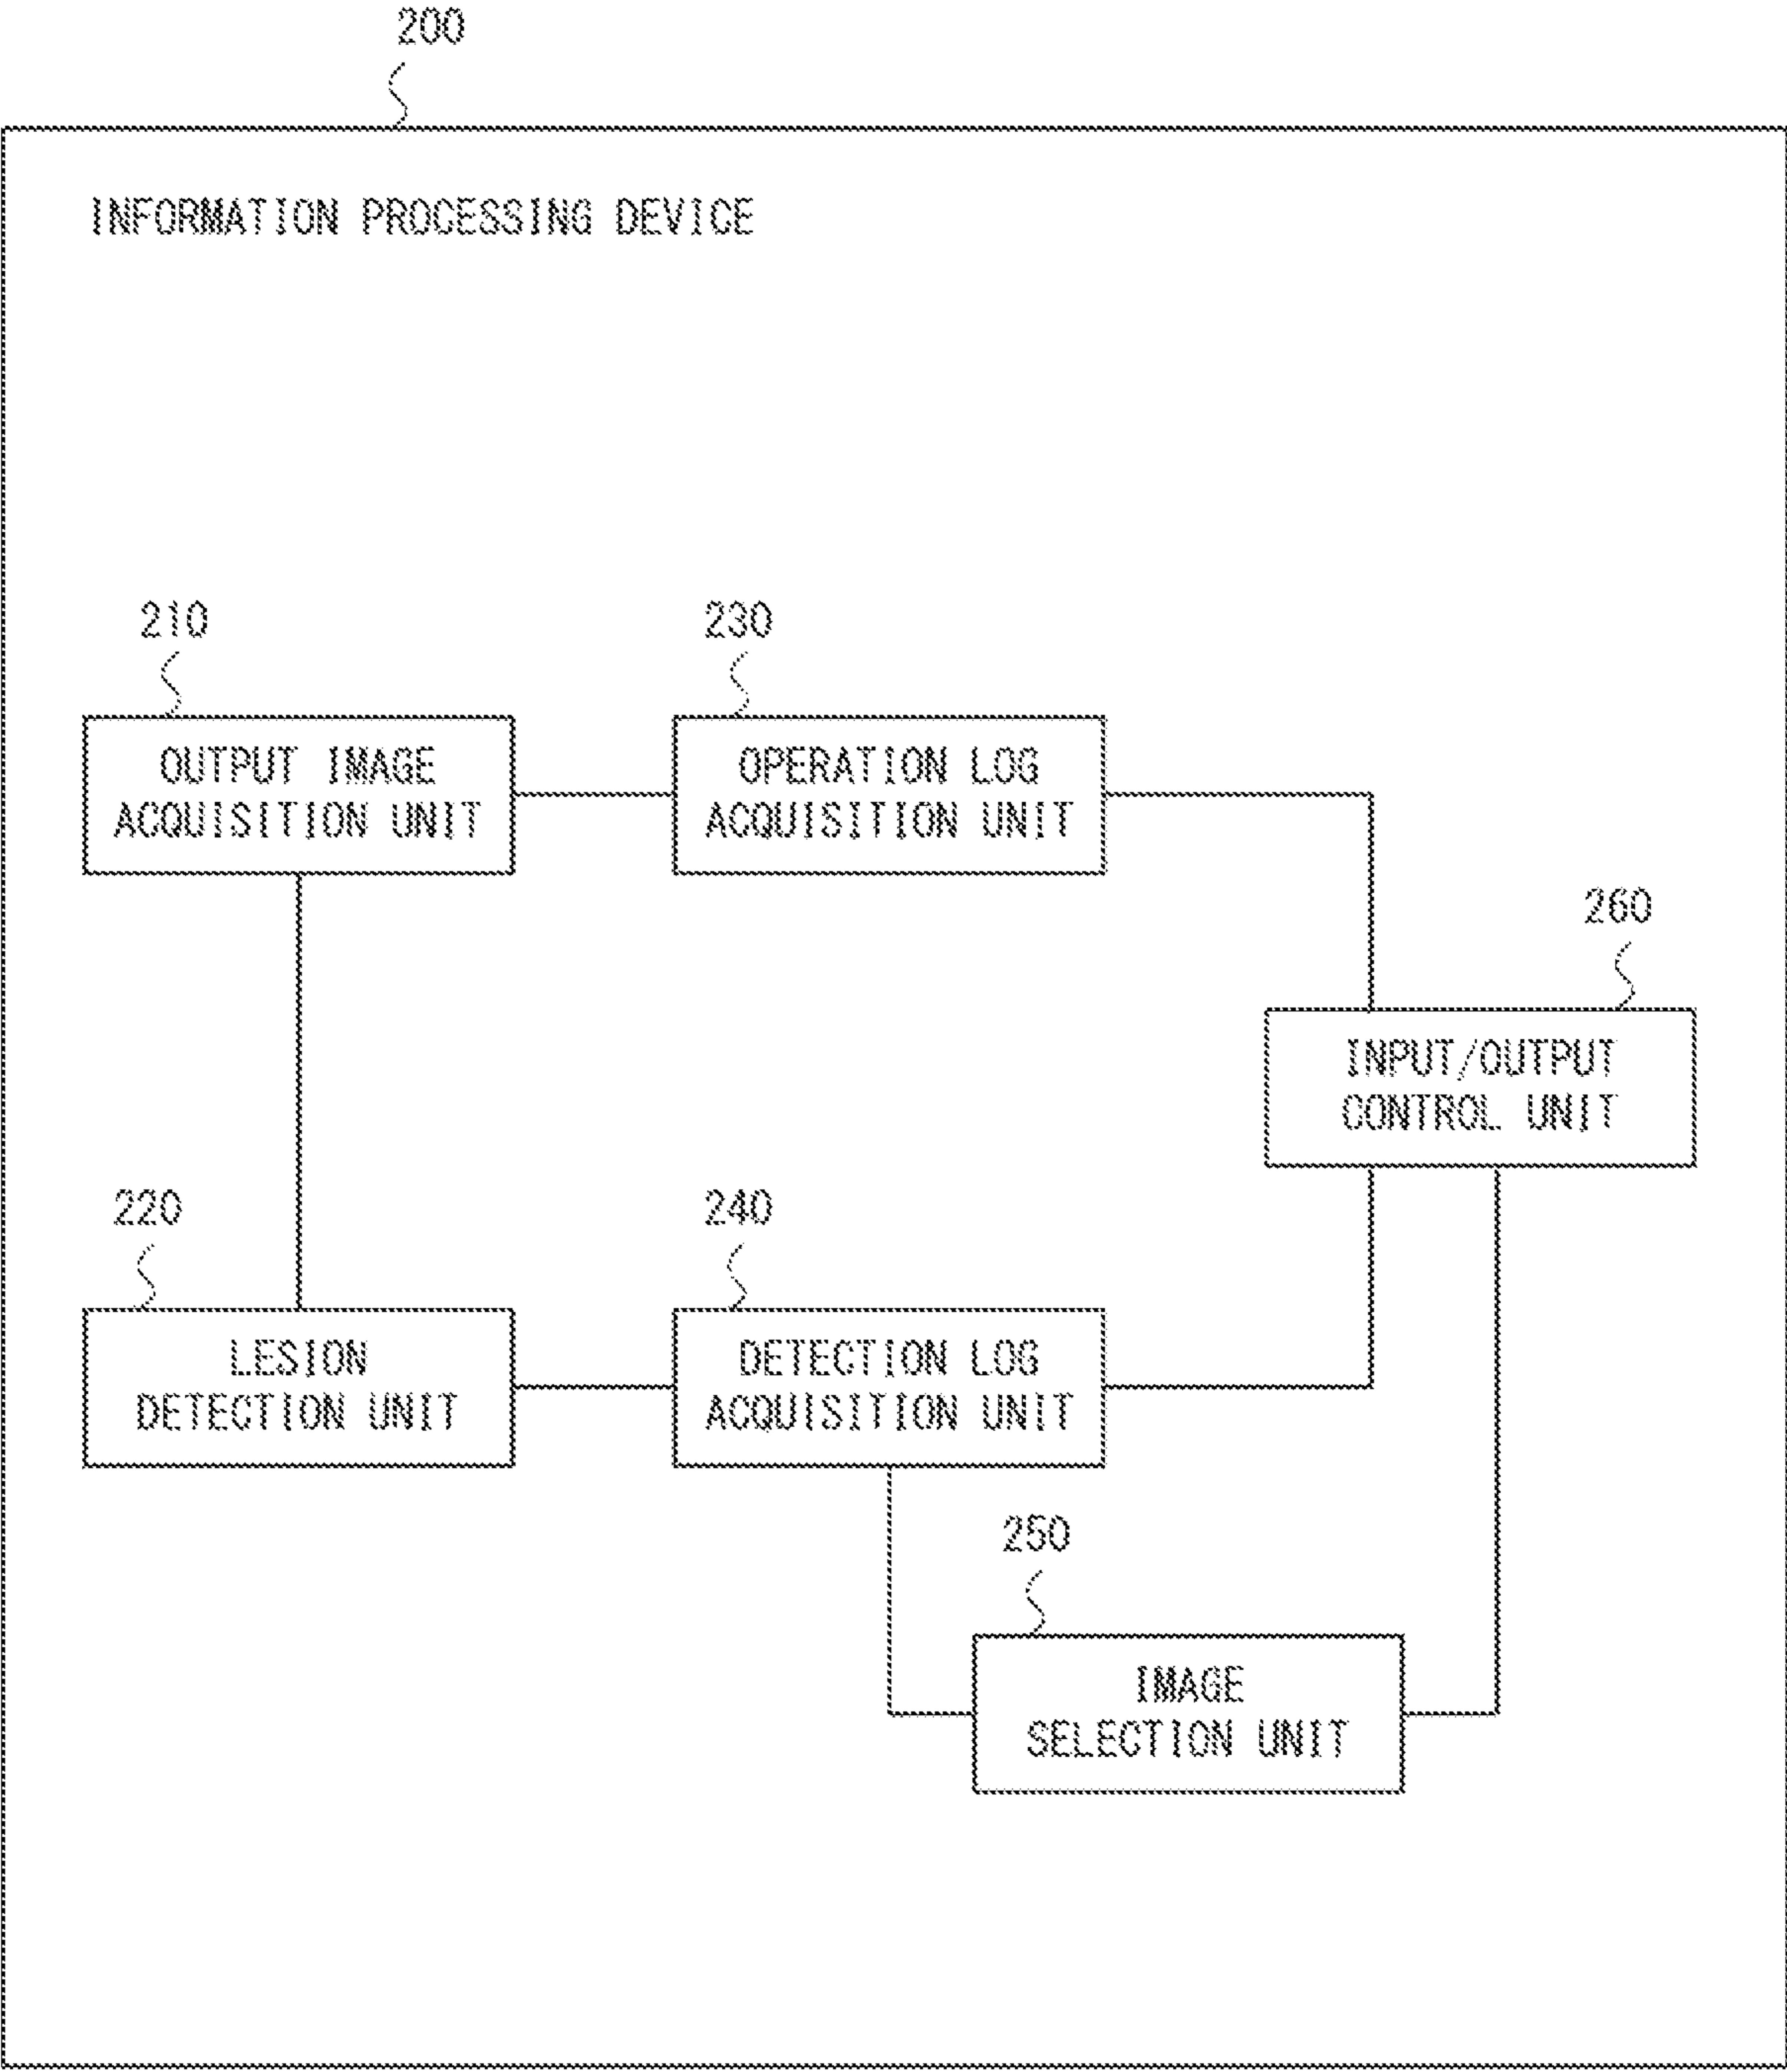 200
INFORMATION PROCESSING DEVICE
210
230
OUTPUT IMAGE
ACQUISITION UNIT
OPERATION LOG
ACQUISITION UNIT
260
INPUT/OUTPUT
CONTROL UNIT
220
240
LESION
DETECTION UNIT
DETECTION LOG
ACQUISITION UNIT
250
IMAGE
SELECTION UNIT